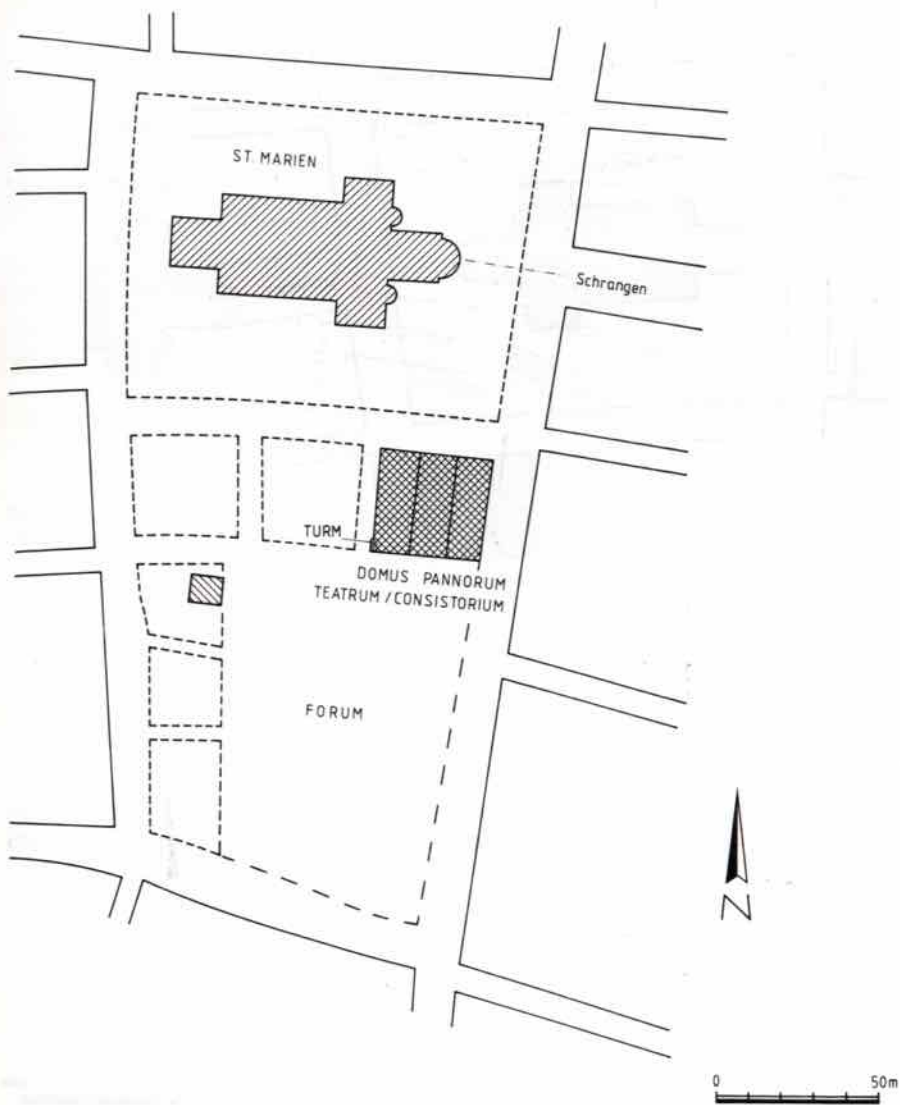 ST. MARIEN
Schrangen
TURM
DOMUS PANNORUM
TEATRUM / CONSISTORIUM
FORUM
N
0 50m